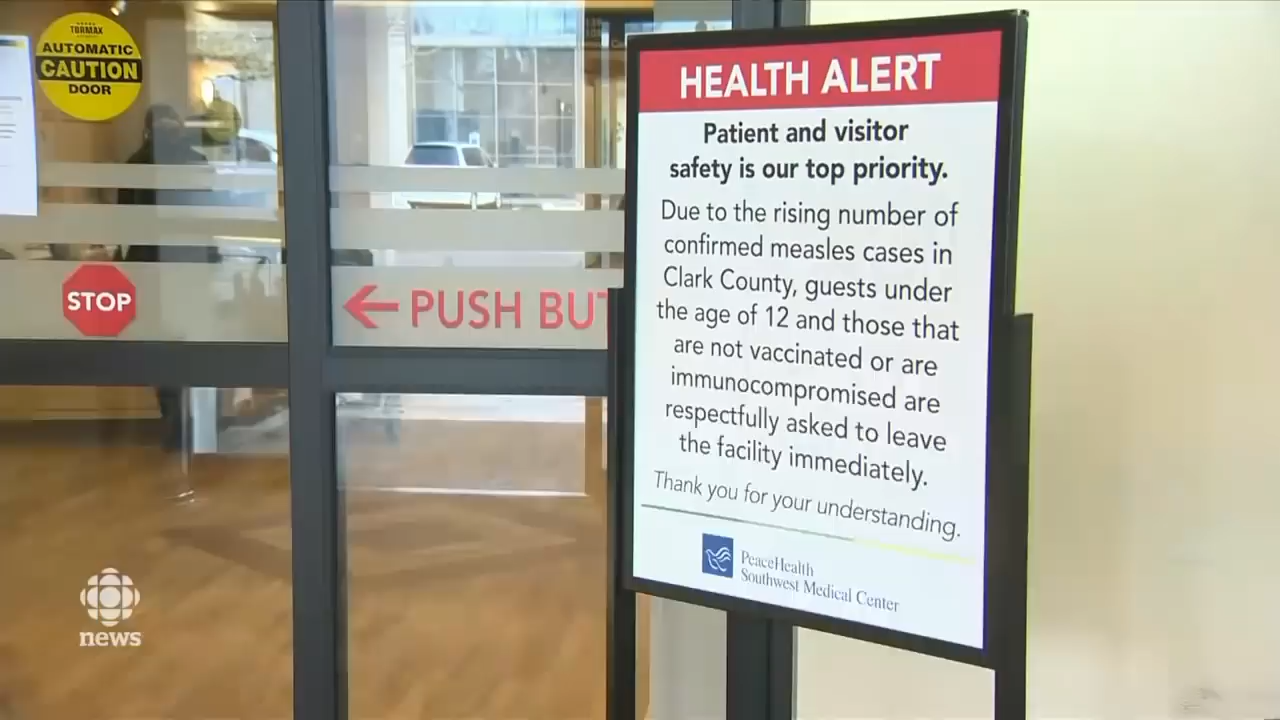 TORMAX
AUTOMATIC
CAUTION
DOOR
STOP
PUSH BUT
HEALTH ALERT
Patient and visitor
safety is our top priority.
Due to the rising number of
confirmed measles cases in
Clark County, guests under
the age of 12 and those that
are not vaccinated or are
immunocompromised are
respectfully asked to leave
the facility immediately.
Thank you for your understanding.
PeaceHealth
Southwest Medical Center
news